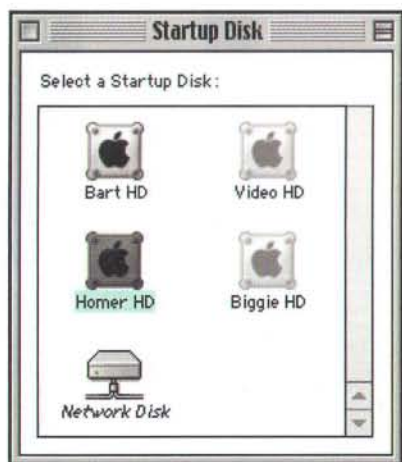 Startup Disk
Select a Startup Disk:
Bart HD
Video HD
Homer HD
Biggie HD
Network Disk